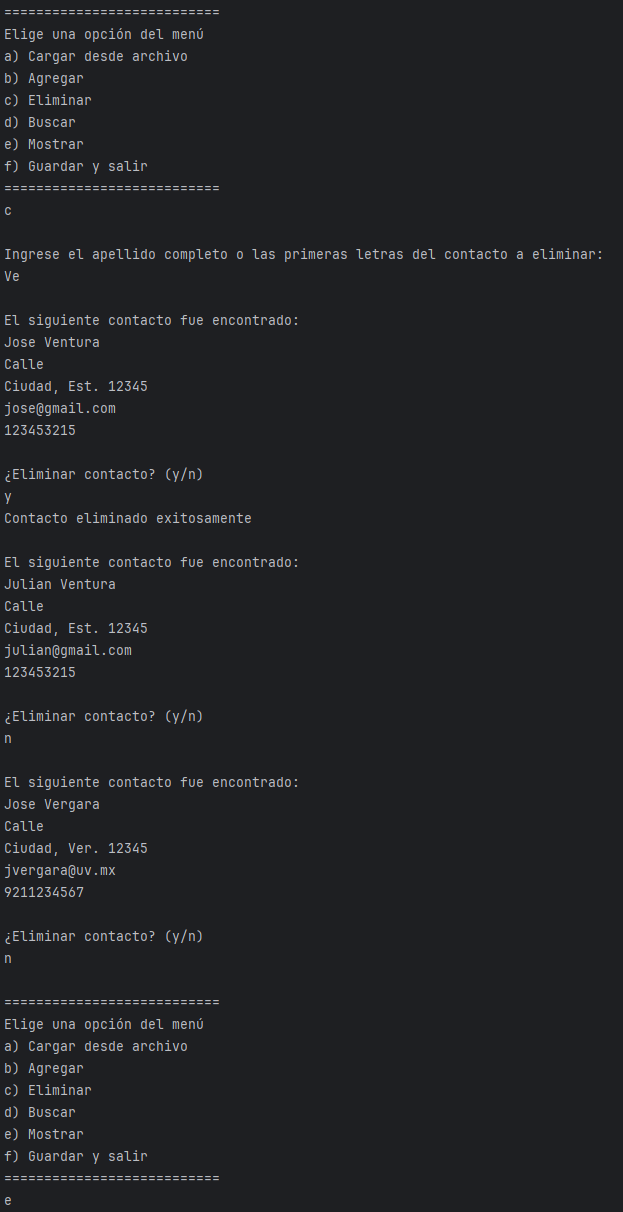 ===========================
Elige una opción del menú
a) Cargar desde archivo
b) Agregar
c) Eliminar
d) Buscar
e) Mostrar
f) Guardar y salir
===========================
c
Ingrese el apellido completo o las primeras letras del contacto a eliminar:
Ve
El siguiente contacto fue encontrado:
Jose Ventura
Calle
Ciudad, Est. 12345
jose@gmail.com
123453215
¿Eliminar contacto? (y/n)
y
Contacto eliminado exitosamente
El siguiente contacto fue encontrado:
Julian Ventura
Calle
Ciudad, Est. 12345
julian@gmail.com
123453215
¿Eliminar contacto? (y/n)
n
El siguiente contacto fue encontrado:
Jose Vergara
Calle
Ciudad, Ver. 12345
jvergara@uv.mx
9211234567
¿Eliminar contacto? (y/n)
n
===========================
Elige una opción del menú
a) Cargar desde archivo
b) Agregar
c) Eliminar
d) Buscar
e) Mostrar
f) Guardar y salir
===========================
e